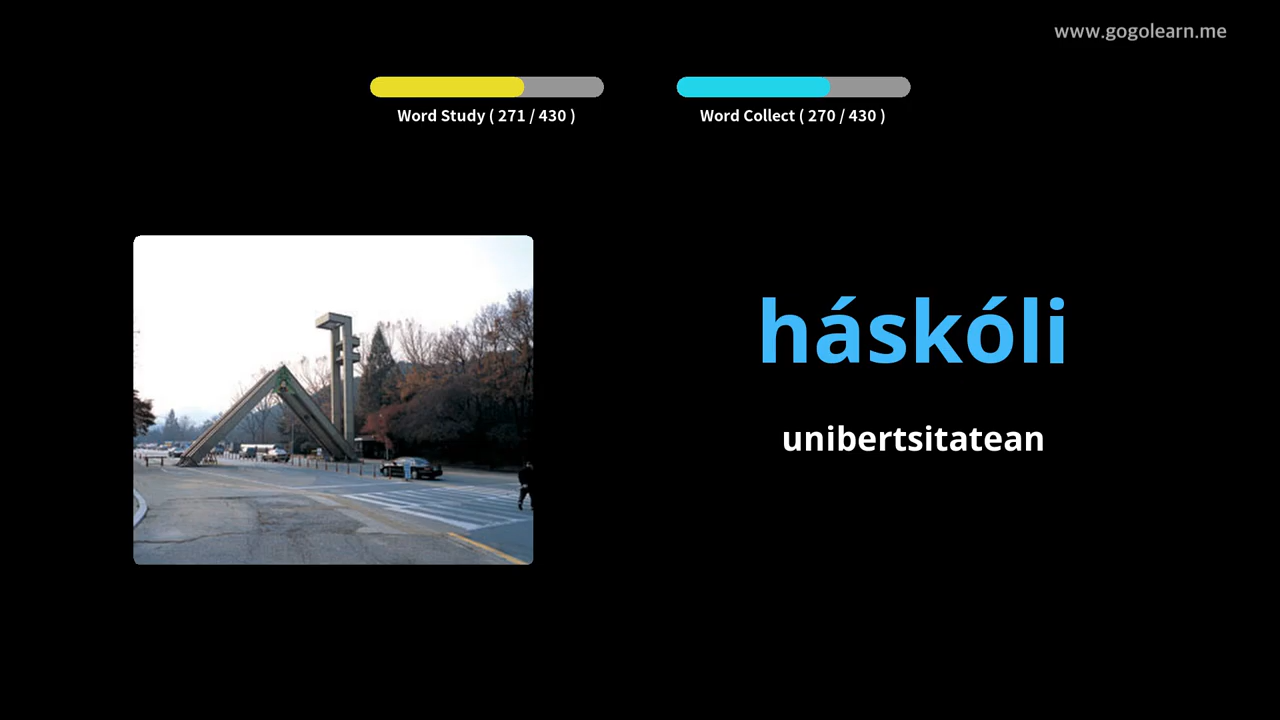 www.gogolearn.me
Word Study ( 271 / 430 )
Word Collect ( 270 / 430 )
háskóli
unibertsitatean